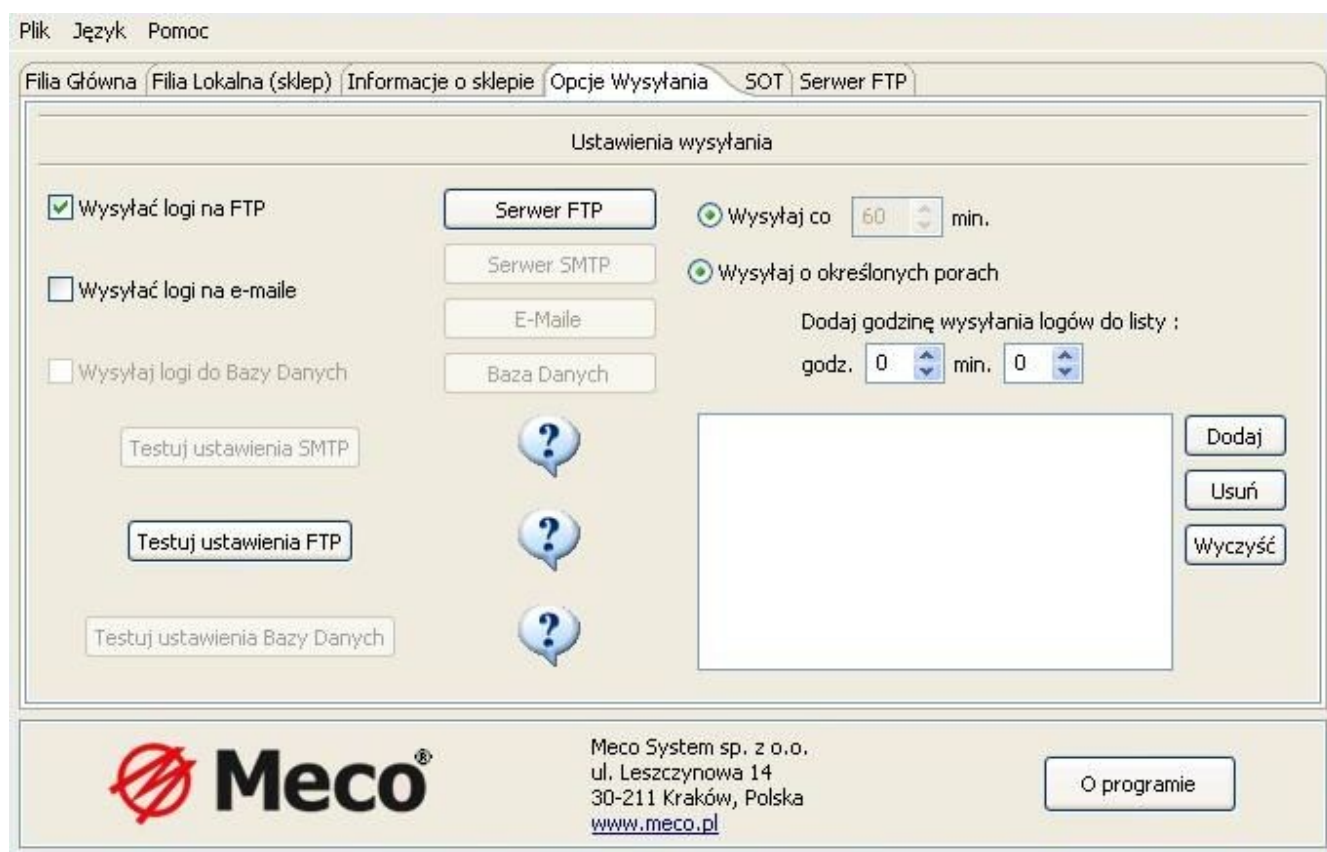 Plik Język Pomoc
Filia Główna Filia Lokalna (sklep) Informacje o sklepie Opcje Wysyłania SOT Serwer FTP
Ustawienia wysyłania
Wysyłać logi na FTP
Serwer FTP
Wysyłaj co 60 min.
Serwer SMTP
Wysyłaj o określonych porach
Wysyłać logi na e-maile
E-Maile
Dodaj godzinę wysyłania logów do listy :
Wysyłaj logi do Bazy Danych
Baza Danych
godz. 0 min. 0
Testuj ustawienia SMTP
?
Dodaj
Usuń
Testuj ustawienia FTP
?
Wyczyść
Testuj ustawienia Bazy Danych
?
Meco®
Meco System sp. z o.o.
ul. Leszczynowa 14
30-211 Kraków, Polska
www.meco.pl
O programie